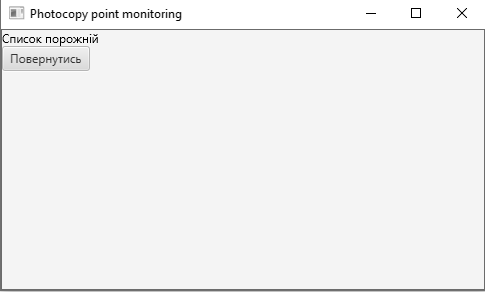 Photocopy point monitoring
Список порожній
Повернутись